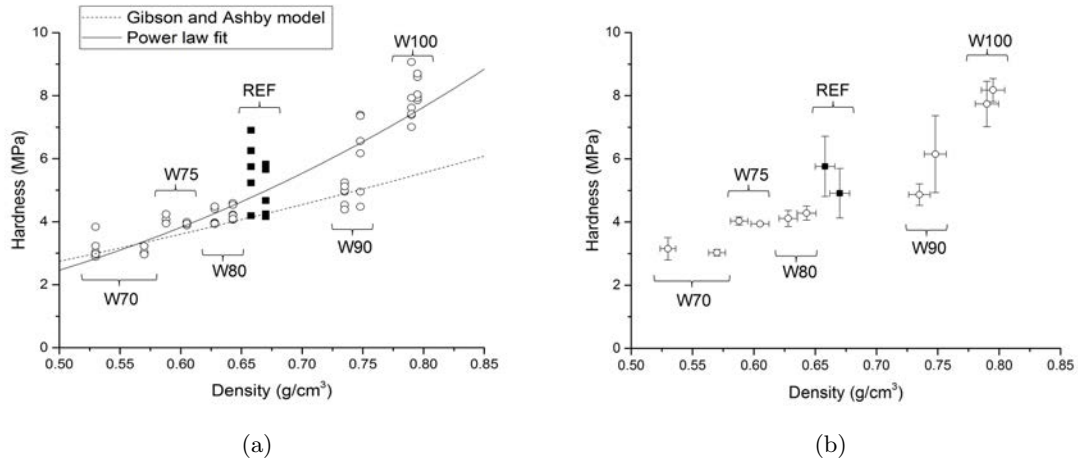 Gibson and Ashby model
Power law fit
10
8
6
4
2
0
Hardness (MPa)
W100
REF
W75
W90
W80
W70
0.50 0.55 0.60 0.65 0.70 0.75 0.80 0.85
Density (g/cm³)
(a)
10
8
6
4
2
0
Hardness (MPa)
W100
REF
W75
W90
W80
W70
0.50 0.55 0.60 0.65 0.70 0.75 0.80 0.85
Density (g/cm³)
(b)